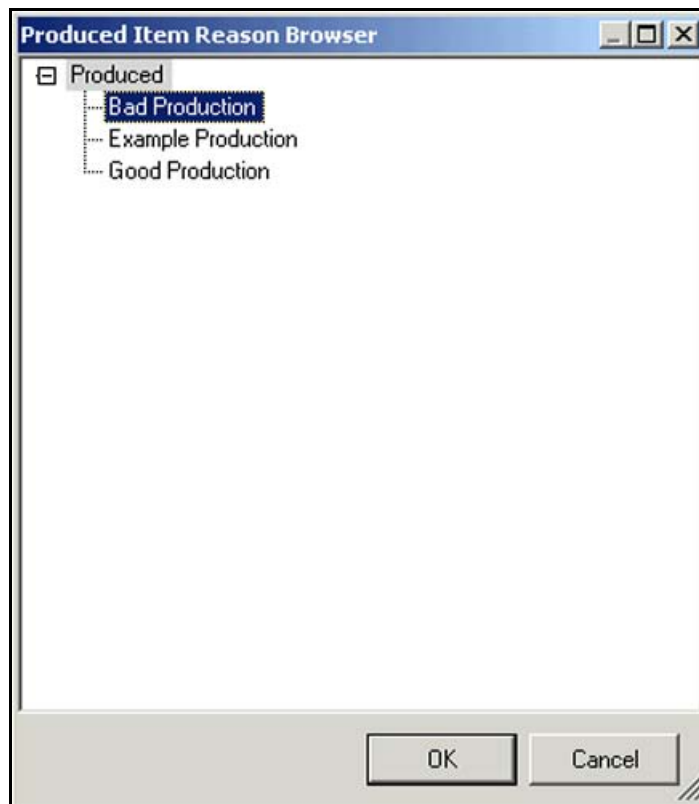 Produced Item Reason Browser
Produced
Bad Production
Example Production
Good Production
OK Cancel